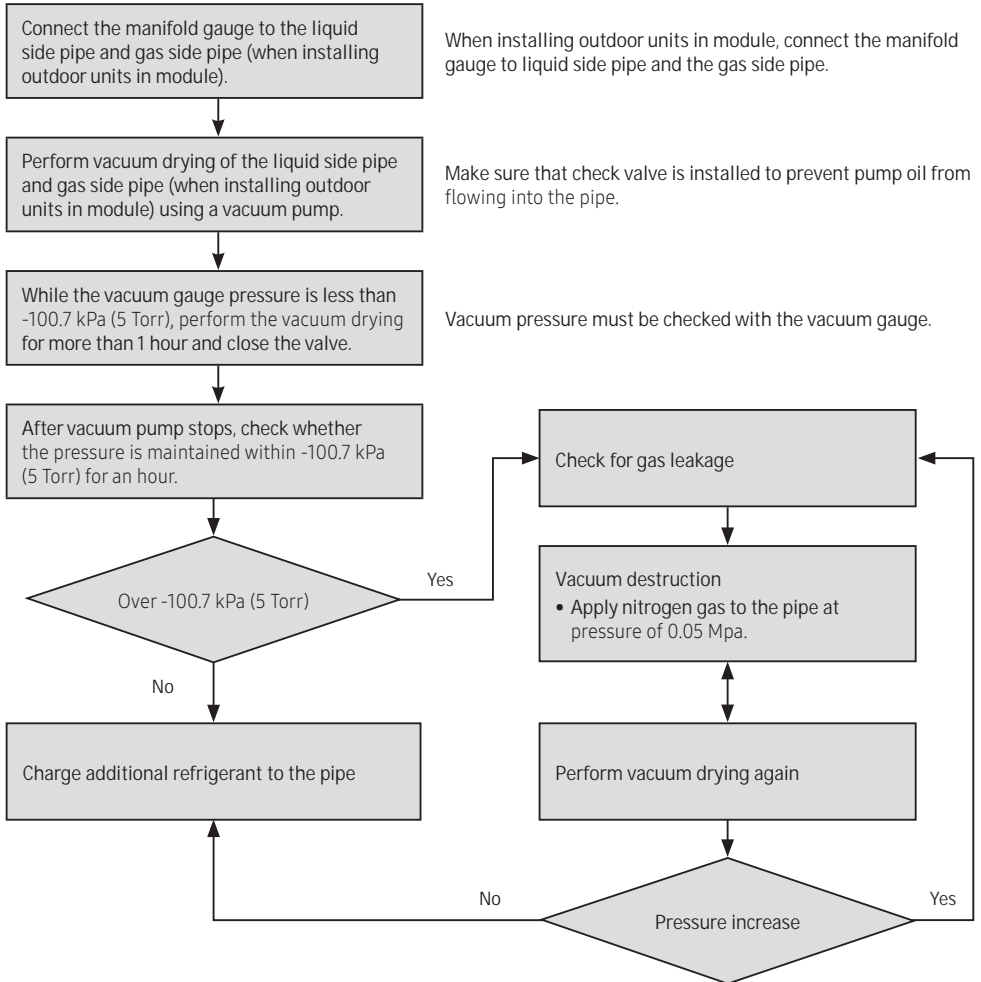 Connect the manifold gauge to the liquid
side pipe and gas side pipe (when installing
outdoor units in module).
When installing outdoor units in module, connect the manifold
gauge to liquid side pipe and the gas side pipe.
Perform vacuum drying of the liquid side pipe
and gas side pipe (when installing outdoor
units in module) using a vacuum pump.
Make sure that check valve is installed to prevent pump oil from
flowing into the pipe.
While the vacuum gauge pressure is less than
-100.7 kPa (5 Torr), perform the vacuum drying
for more than 1 hour and close the valve.
Vacuum pressure must be checked with the vacuum gauge.
After vacuum pump stops, check whether
the pressure is maintained within -100.7 kPa
(5 Torr) for an hour.
Over -100.7 kPa (5 Torr)
Yes
No
Check for gas leakage
Vacuum destruction
• Apply nitrogen gas to the pipe at
pressure of 0.05 Mpa.
Charge additional refrigerant to the pipe
Perform vacuum drying again
No
Pressure increase
Yes